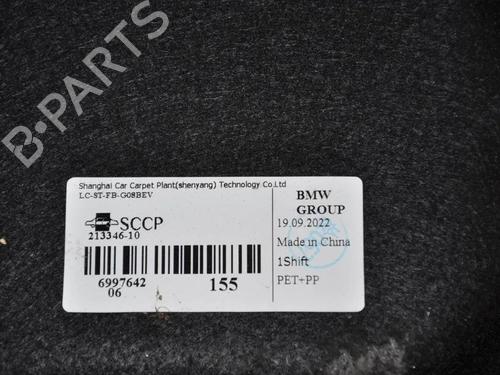 B-PARTS
Shanghai Car Carpet Plant(shenyang) Technology Co.Ltd
LC-ST-FB-G08BEV
SCCP
213346-10
6997642
06
155
BMW
GROUP
19.09.2022
Made in China
1Shift
PET+PP